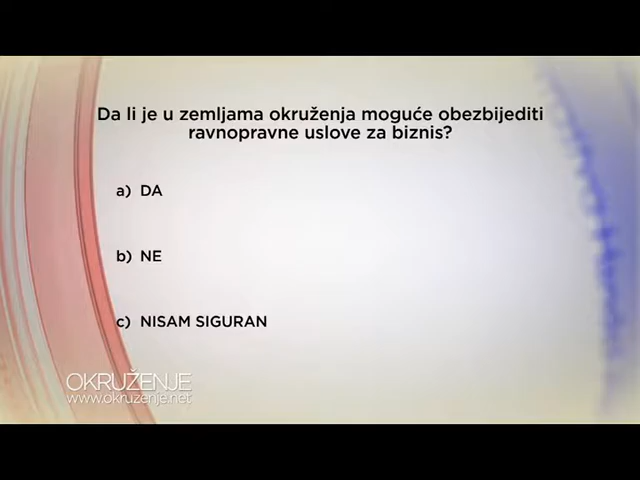 Da li je u zemljama okruženja moguće obezbijediti
ravnopravne uslove za biznis?
a) DA
b) NE
c) NISAM SIGURAN
OKRUŽENJE
www.okruzenje.net